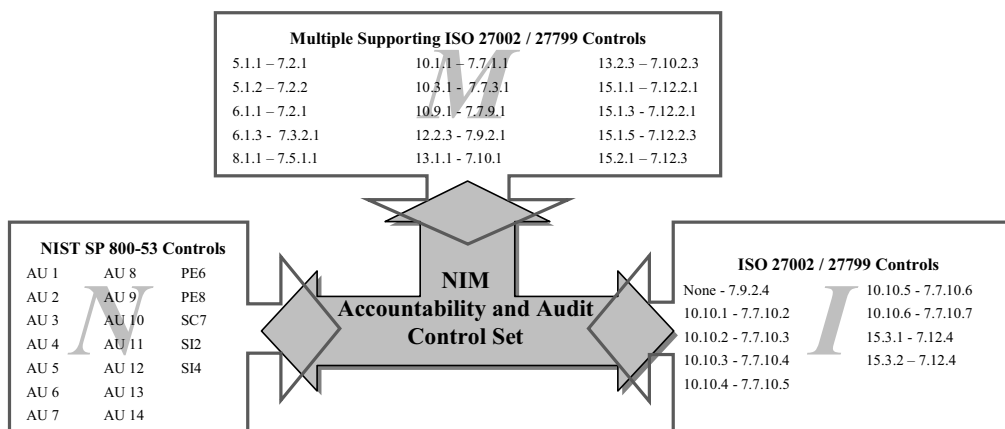 Multiple Supporting ISO 27002 / 27799 Controls
M
5.1.1 – 7.2.1 10.1.1 – 7.7.1.1 13.2.3 – 7.10.2.3
5.1.2 – 7.2.2 10.3.1 - 7.7.3.1 15.1.1 – 7.12.2.1
6.1.1 – 7.2.1 10.9.1 - 7.7.9.1 15.1.3 - 7.12.2.1
6.1.3 - 7.3.2.1 12.2.3 - 7.9.2.1 15.1.5 - 7.12.2.3
8.1.1 – 7.5.1.1 13.1.1 - 7.10.1 15.2.1 – 7.12.3
NIST SP 800-53 Controls
N
AU 1 AU 8 PE6
AU 2 AU 9 PE8
AU 3 AU 10 SC7
AU 4 AU 11 SI2
AU 5 AU 12 SI4
AU 6 AU 13
AU 7 AU 14
NIM
Accountability and Audit
Control Set
ISO 27002 / 27799 Controls
I
None - 7.9.2.4 10.10.5 - 7.7.10.6
10.10.1 - 7.7.10.2 10.10.6 - 7.7.10.7
10.10.2 - 7.7.10.3 15.3.1 - 7.12.4
10.10.3 - 7.7.10.4 15.3.2 – 7.12.4
10.10.4 - 7.7.10.5